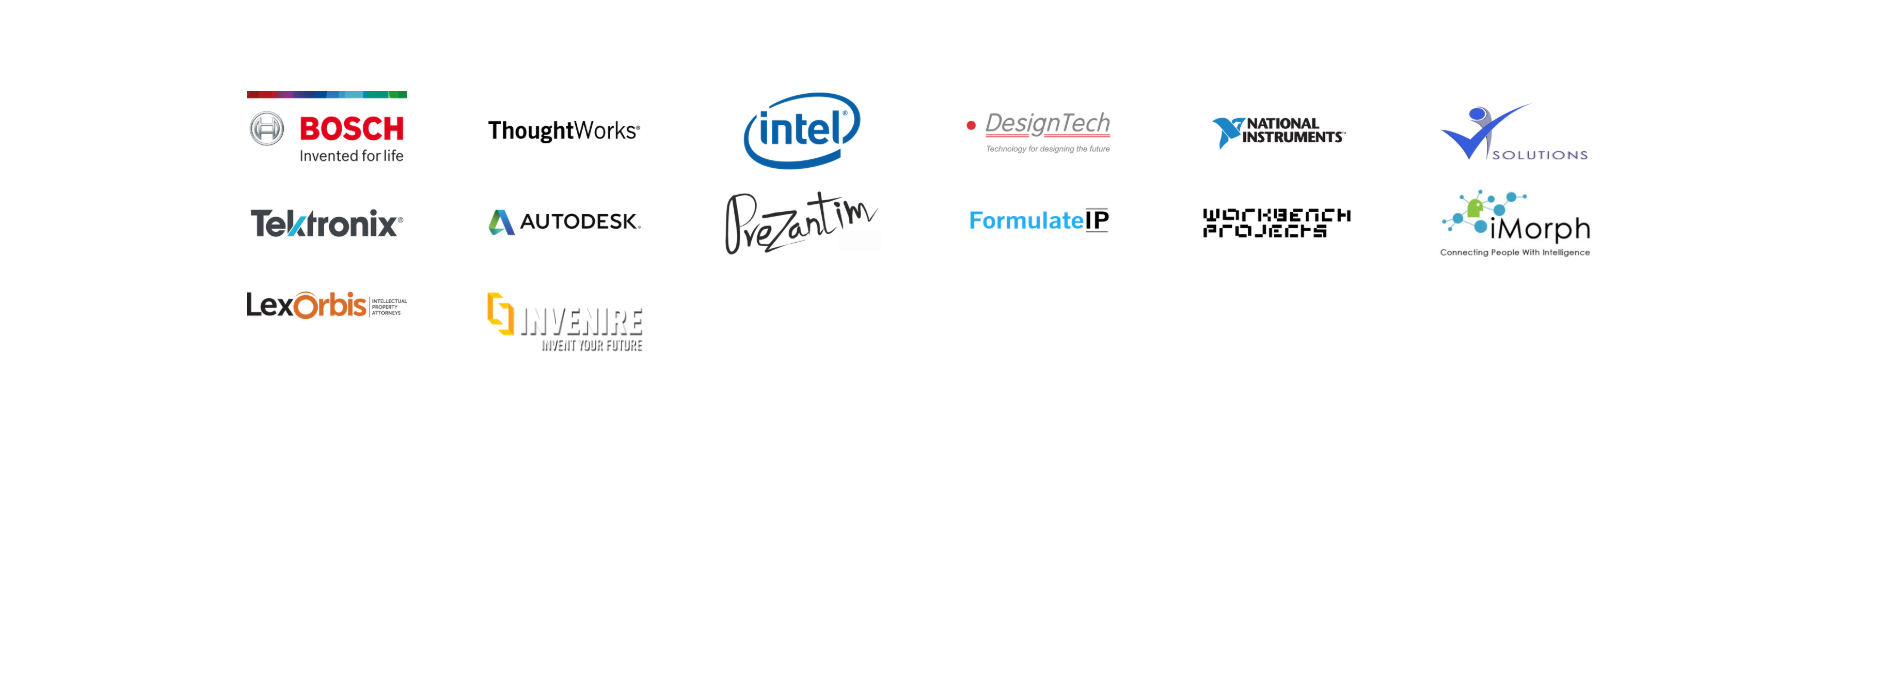 BOSCH
Invented for life
ThoughtWorks®
intel®
DesignTech
Technology for designing the future
NATIONAL
INSTRUMENTS™
SOLUTIONS
Tektronix®
AUTODESK.
Prezantim
FormulateIP
WORKBENCH
PROJECTS
iMorph
Connecting People With Intelligence
LexOrbis
INTELLECTUAL
PROPERTY
ATTORNEYS
INVENIRE
INVENT YOUR FUTURE